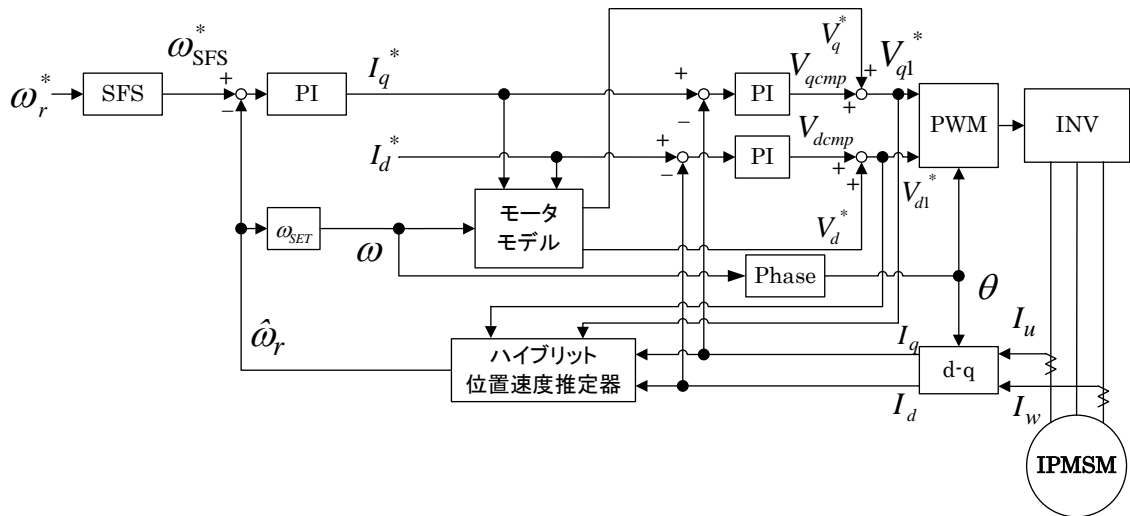 ω_r^*
SFS
ω_SFS^*
+
−
PI
I_q^*
I_d^*
+
−
+
−
PI
PI
V_qcmp
V_dcmp
V_q^*
+
+
V_q1^*
+
+
V_d1^*
V_d^*
PWM
INV
ω_SET
ω
モータ
モデル
Phase
θ
ω̂_r
ハイブリット
位置速度推定器
I_q
I_d
d-q
I_u
I_w
IPMSM